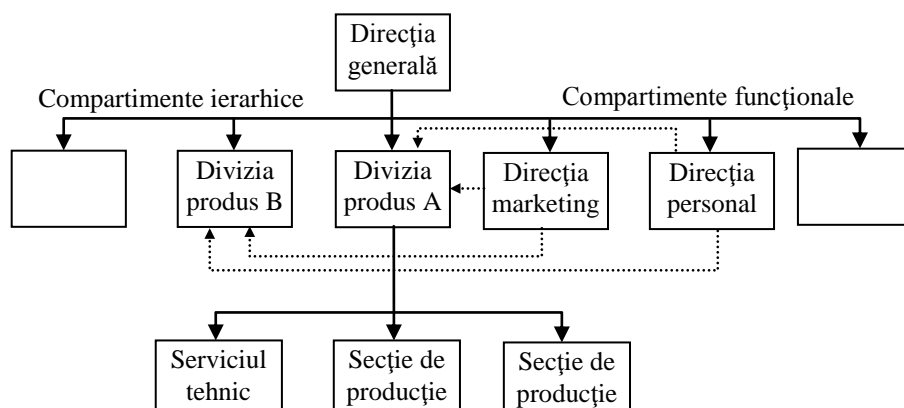 Direcţia
generală
Compartimente ierarhice
Compartimente funcţionale
Divizia
produs B
Divizia
produs A
Direcţia
marketing
Direcţia
personal
Serviciul
tehnic
Secţie de
producţie
Secţie de
producţie